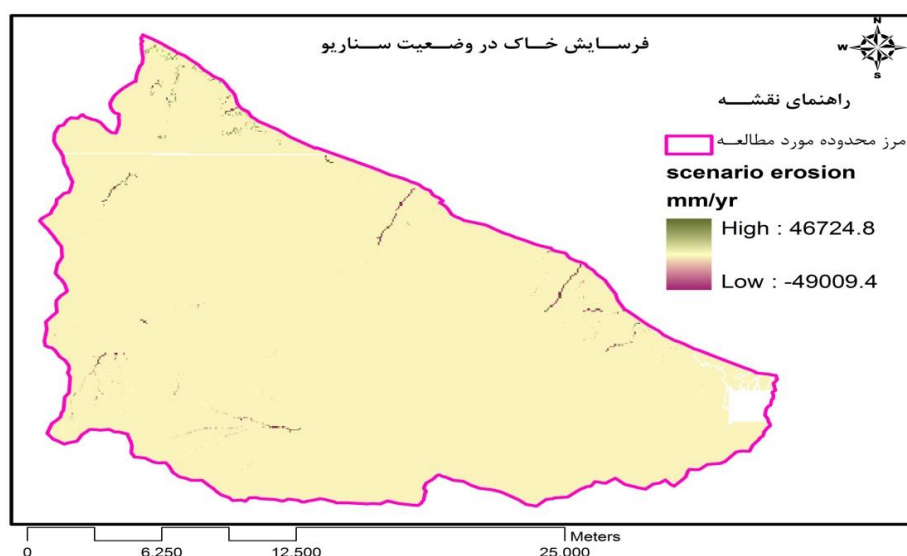 فرسایش خاک در وضعیت سناریو
N
W
S
راهنمای نقشه
مرز محدوده مورد مطالعه
scenario erosion
mm/yr
High : 46724.8
Low : -49009.4
Meters
0 6.250 12.500 25.000